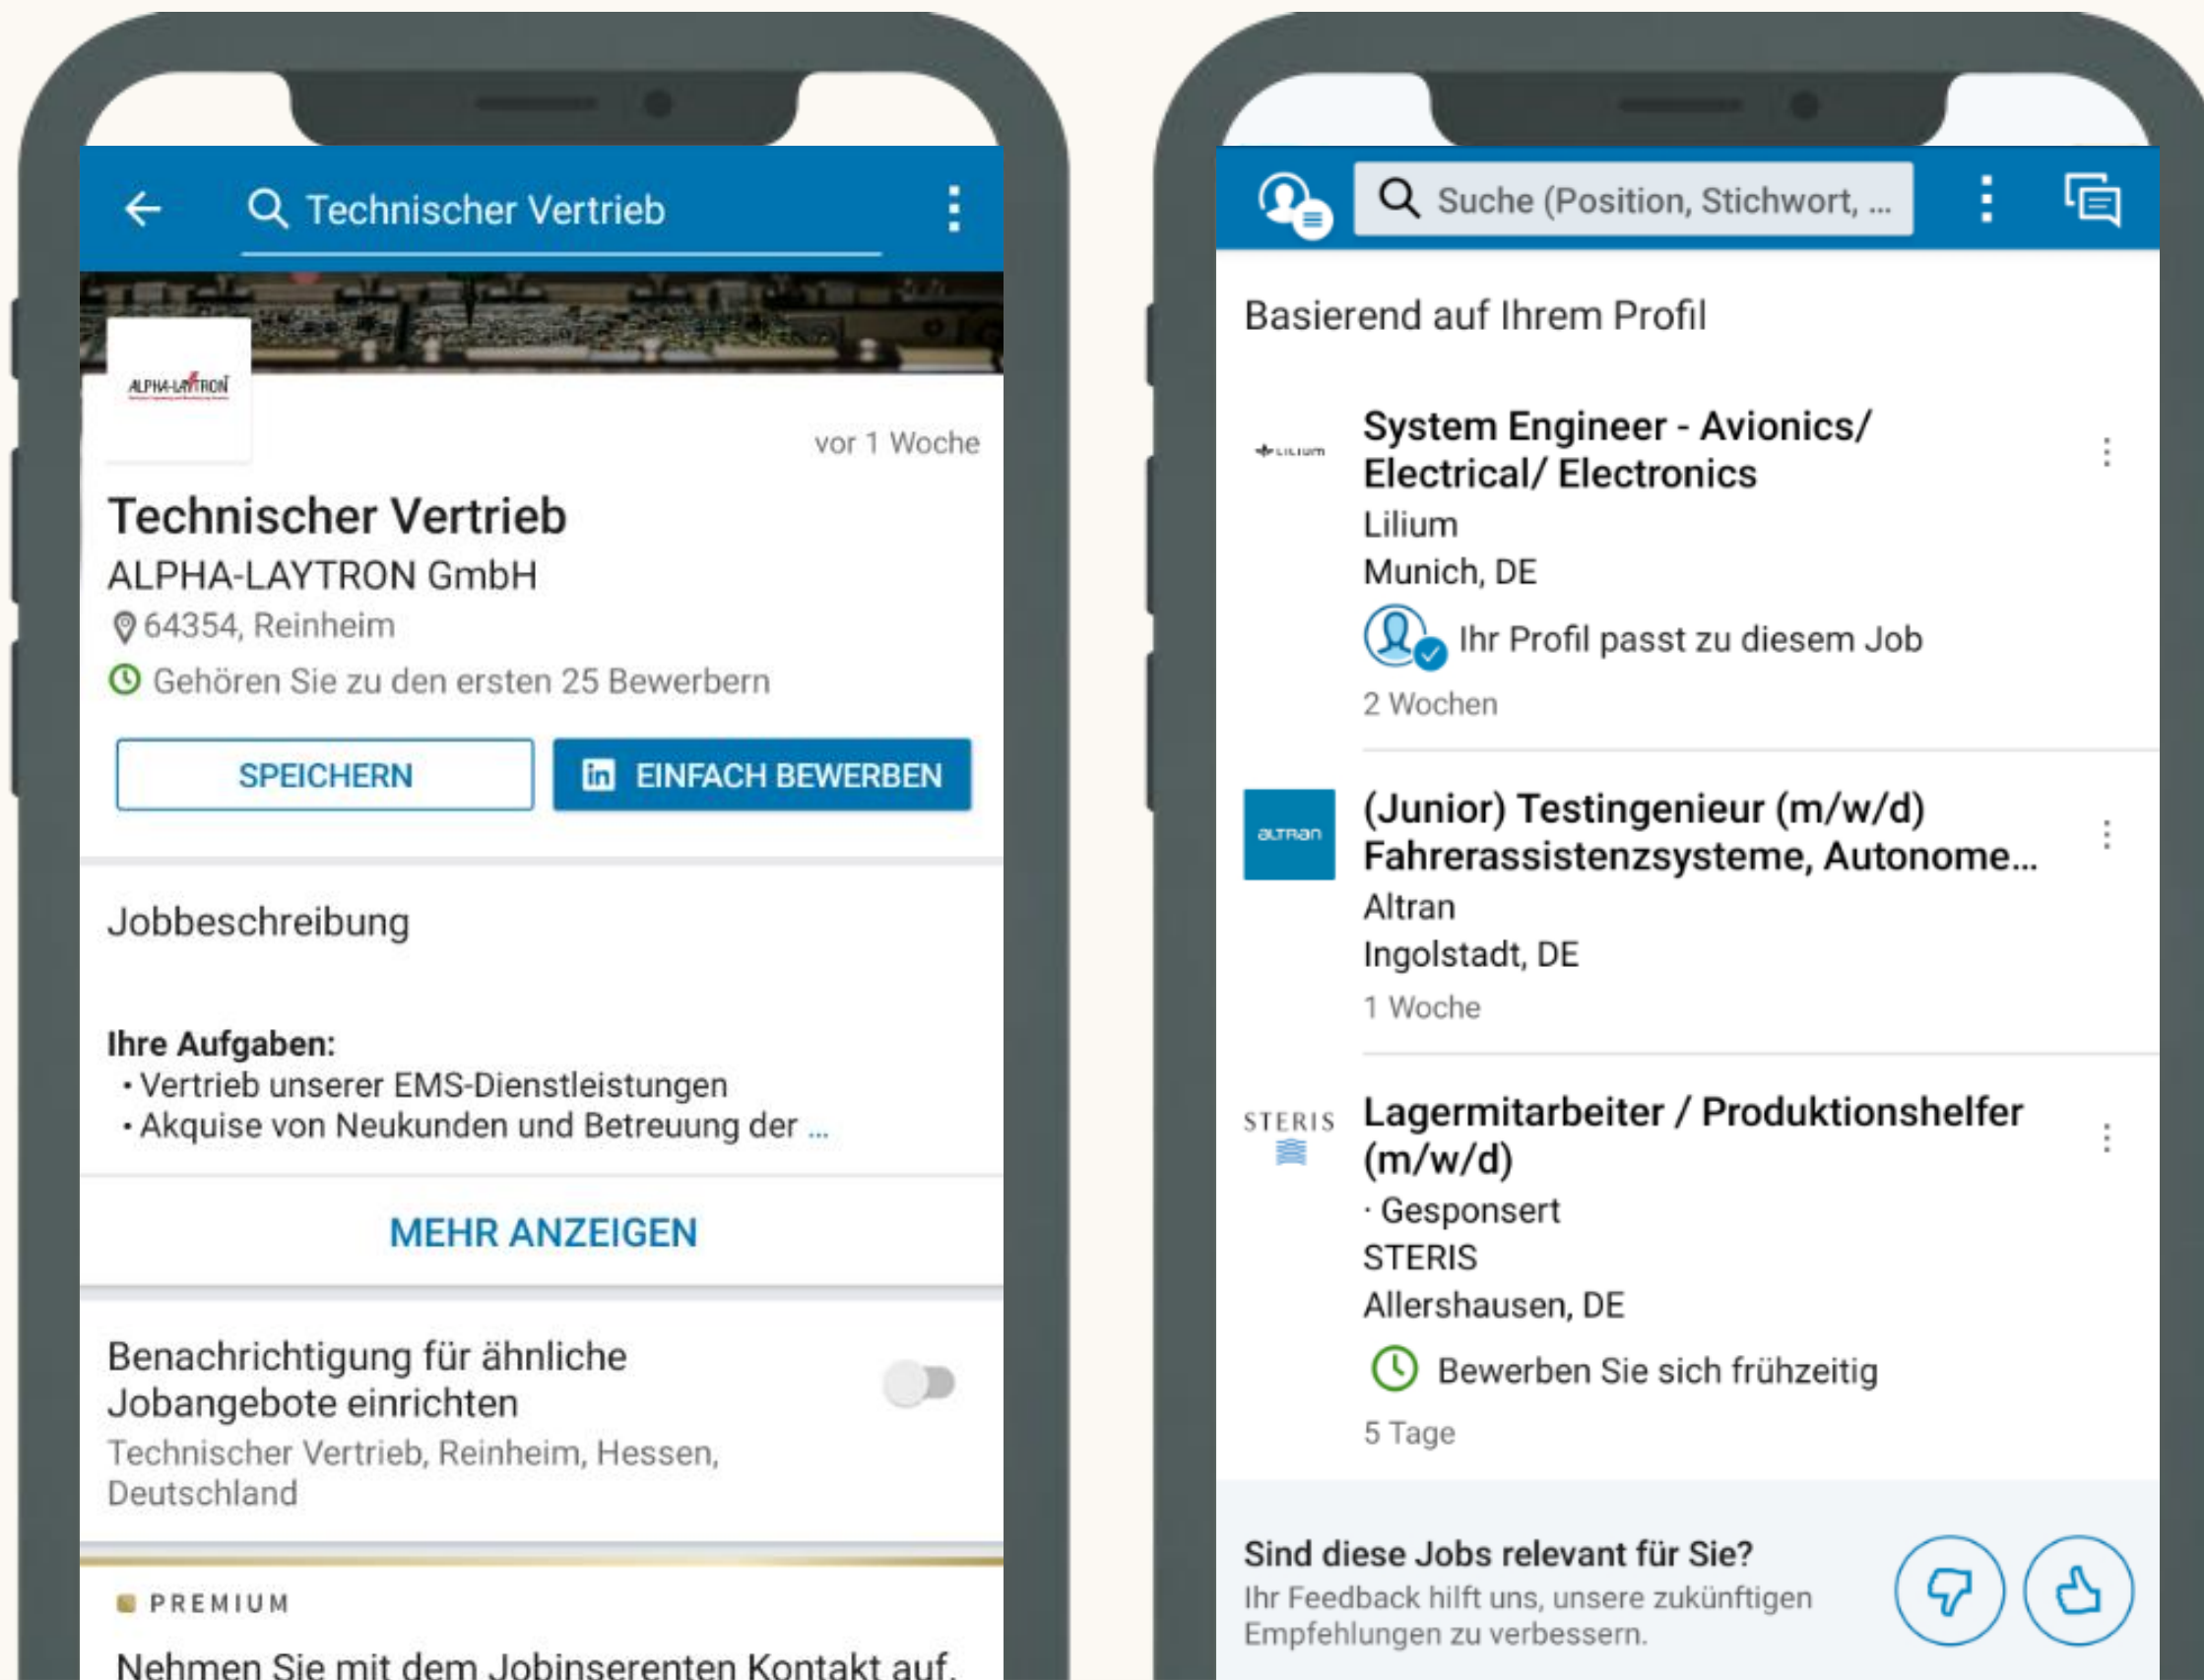 Technischer Vertrieb
ALPHA-LAYTRON
vor 1 Woche
Technischer Vertrieb
ALPHA-LAYTRON GmbH
64354, Reinheim
Gehören Sie zu den ersten 25 Bewerbern
SPEICHERN
in EINFACH BEWERBEN
Jobbeschreibung
Ihre Aufgaben:
• Vertrieb unserer EMS-Dienstleistungen
• Akquise von Neukunden und Betreuung der ...
MEHR ANZEIGEN
Benachrichtigung für ähnliche
Jobangebote einrichten
Technischer Vertrieb, Reinheim, Hessen,
Deutschland
PREMIUM
Nehmen Sie mit dem Jobinserenten Kontakt auf.
Suche (Position, Stichwort, ...
Basierend auf Ihrem Profil
LILIUM
System Engineer - Avionics/
Electrical/ Electronics
Lilium
Munich, DE
Ihr Profil passt zu diesem Job
2 Wochen
altran
(Junior) Testingenieur (m/w/d)
Fahrerassistenzsysteme, Autonome...
Altran
Ingolstadt, DE
1 Woche
STERIS
Lagermitarbeiter / Produktionshelfer
(m/w/d)
· Gesponsert
STERIS
Allershausen, DE
Bewerben Sie sich frühzeitig
5 Tage
Sind diese Jobs relevant für Sie?
Ihr Feedback hilft uns, unsere zukünftigen
Empfehlungen zu verbessern.